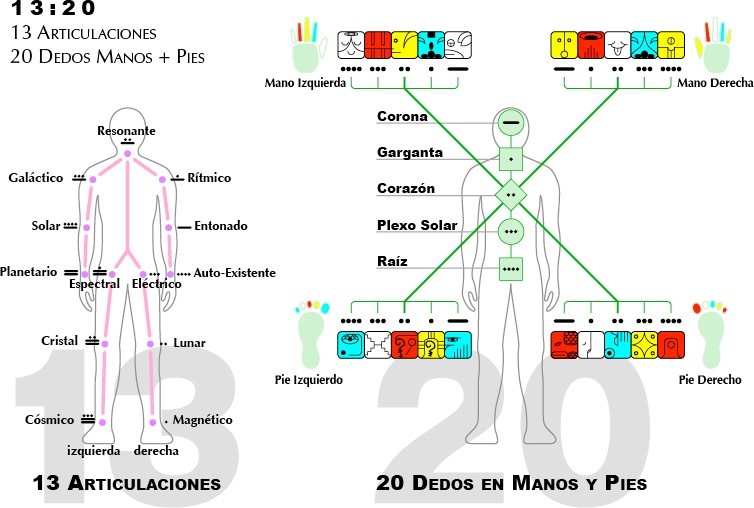 13:20
13 Articulaciones
20 Dedos Manos + Pies
Mano Izquierda
Mano Derecha
Resonante
Galáctico
Rítmico
Solar
Entonado
Planetario
Espectral
Eléctrico
Auto-Existente
Cristal
Lunar
Cósmico
Magnético
izquierda
derecha
13
13 Articulaciones
Corona
Garganta
Corazón
Plexo Solar
Raíz
Pie Izquierdo
Pie Derecho
20
20 Dedos en Manos y Pies